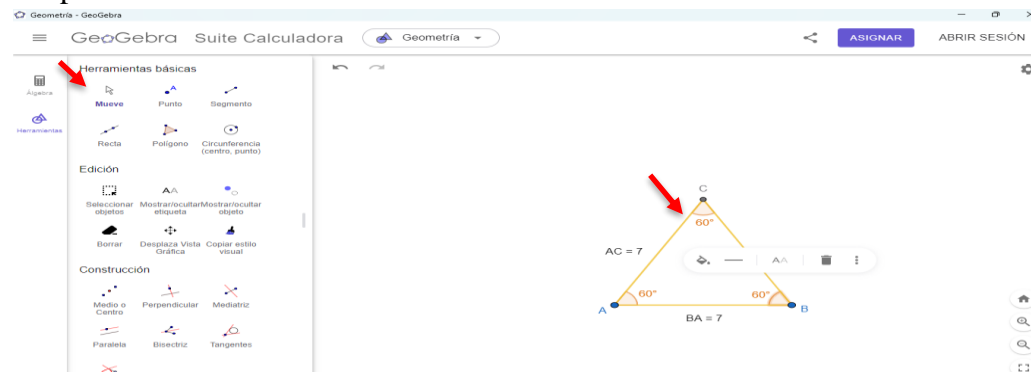 Geometría - GeoGebra
GeoGebra Suite Calculadora Geometría ASIGNAR ABRIR SESIÓN
Álgebra
Herramientas
Herramientas básicas
Mueve Punto Segmento
Recta Polígono Circunferencia
(centro, punto)
Edición
Seleccionar Mostrar/ocultar Mostrar/ocultar
objetos etiqueta objeto
Borrar Desplaza Vista Copiar estilo
Gráfica visual
Construcción
Medio o Perpendicular Mediatriz
Centro
Paralela Bisectriz Tangentes
C
60°
AC = 7
AA
60° 60°
A B
BA = 7